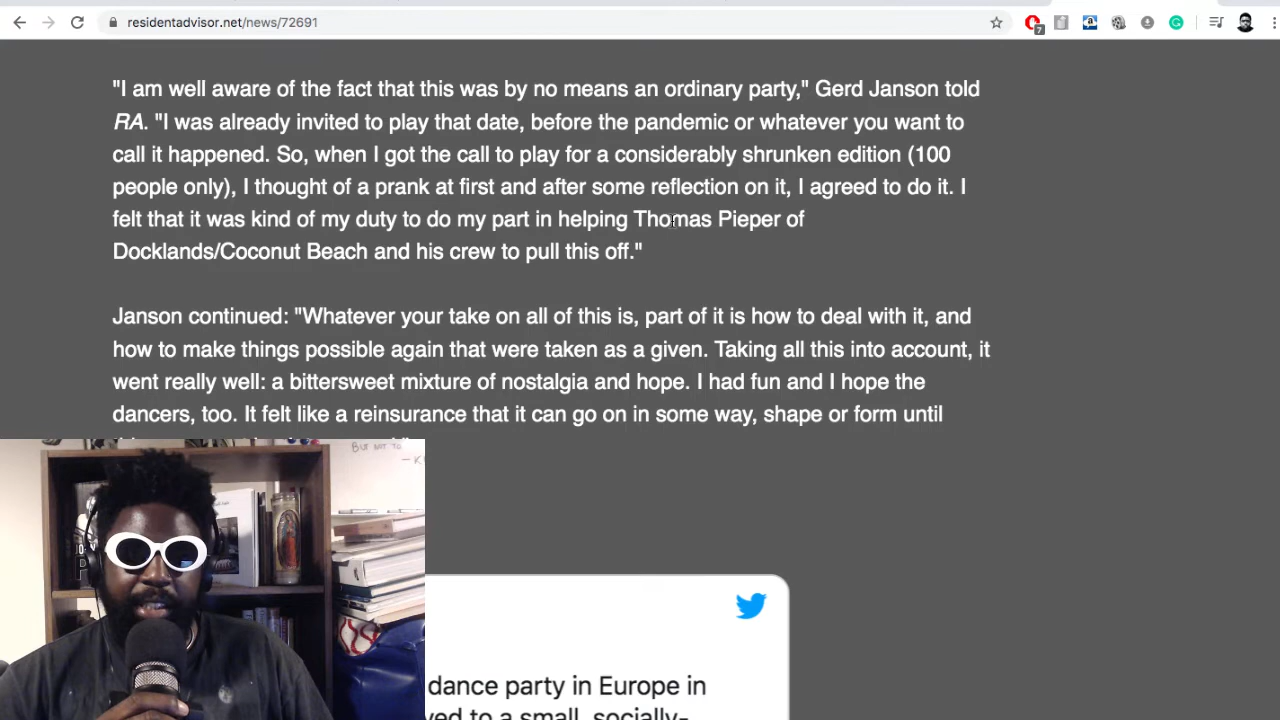 residentadvisor.net/news/72691
7
"I am well aware of the fact that this was by no means an ordinary party," Gerd Janson told
RA. "I was already invited to play that date, before the pandemic or whatever you want to
call it happened. So, when I got the call to play for a considerably shrunken edition (100
people only), I thought of a prank at first and after some reflection on it, I agreed to do it. I
felt that it was kind of my duty to do my part in helping Thomas Pieper of
Docklands/Coconut Beach and his crew to pull this off."
Janson continued: "Whatever your take on all of this is, part of it is how to deal with it, and
how to make things possible again that were taken as a given. Taking all this into account, it
went really well: a bittersweet mixture of nostalgia and hope. I had fun and I hope the
dancers, too. It felt like a reinsurance that it can go on in some way, shape or form until
BUT NOT TO
dance party in Europe in
ved to a small, socially-